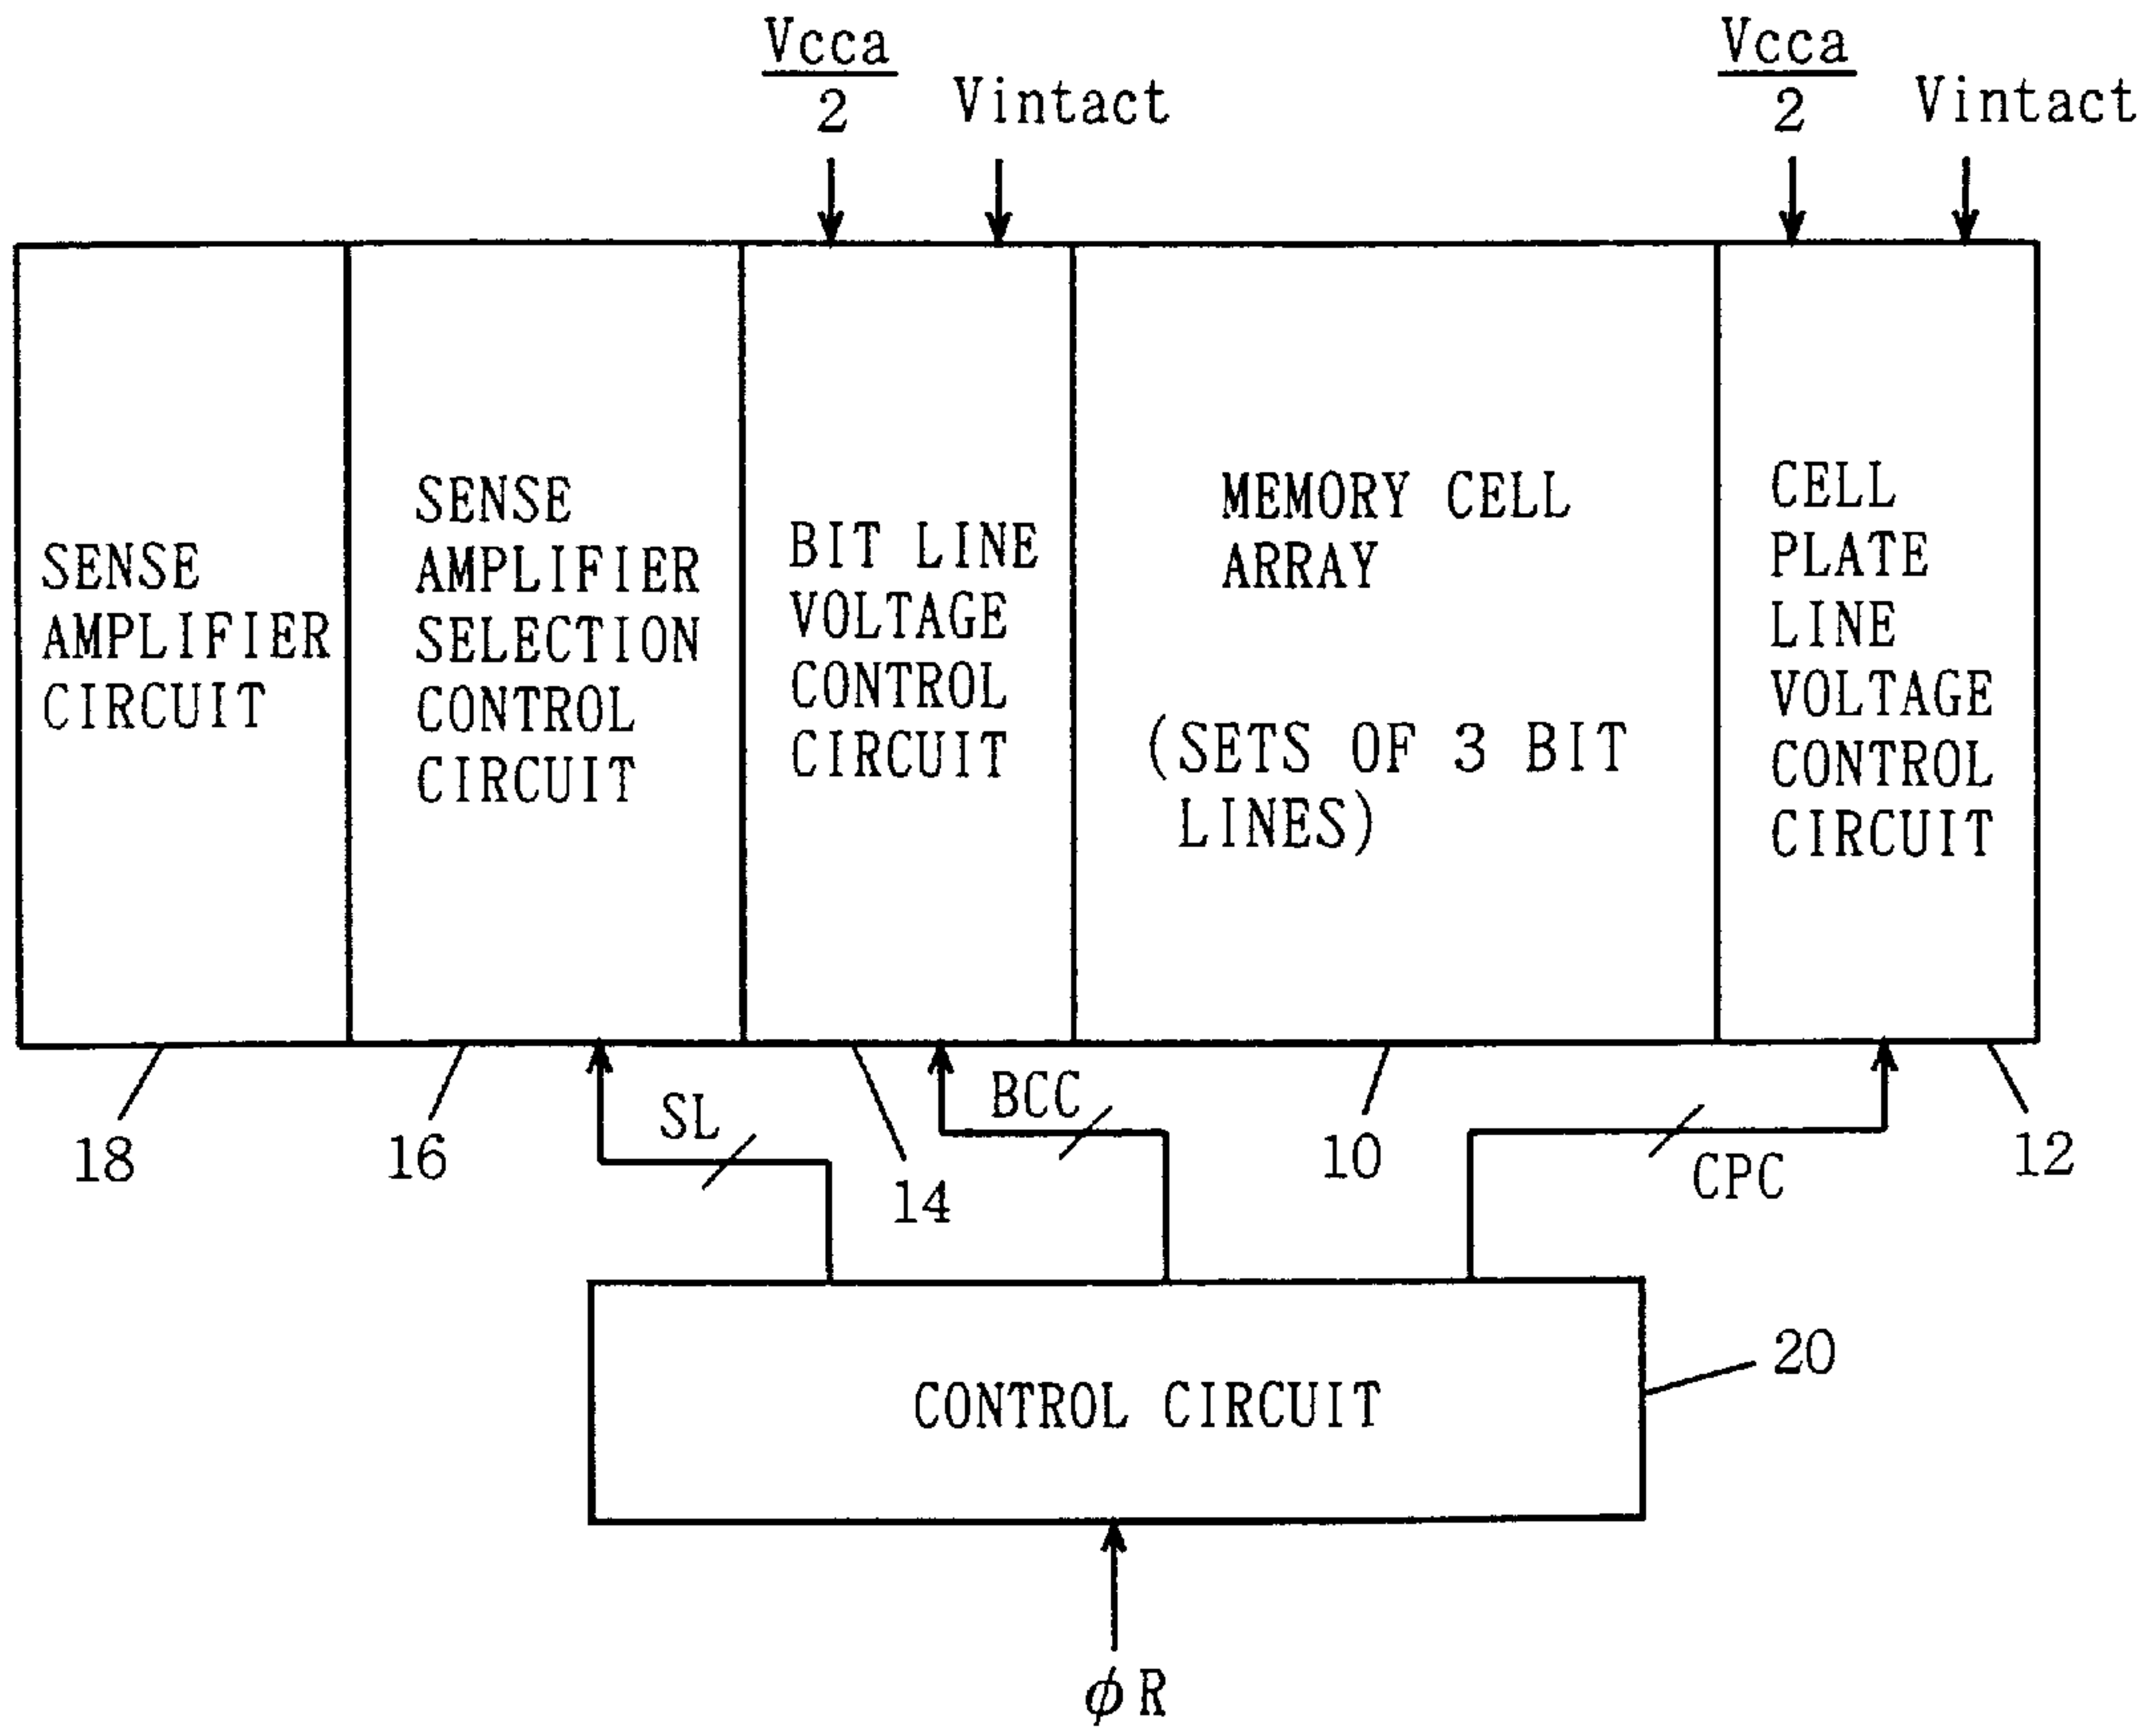 Vcca
2
Vintact
Vcca
2
Vintact
SENSE
AMPLIFIER
CIRCUIT
SENSE
AMPLIFIER
SELECTION
CONTROL
CIRCUIT
BIT LINE
VOLTAGE
CONTROL
CIRCUIT
MEMORY CELL
ARRAY
(SETS OF 3 BIT
LINES)
CELL
PLATE
LINE
VOLTAGE
CONTROL
CIRCUIT
18
16
SL
14
BCC
10
CPC
12
CONTROL CIRCUIT
20
φR